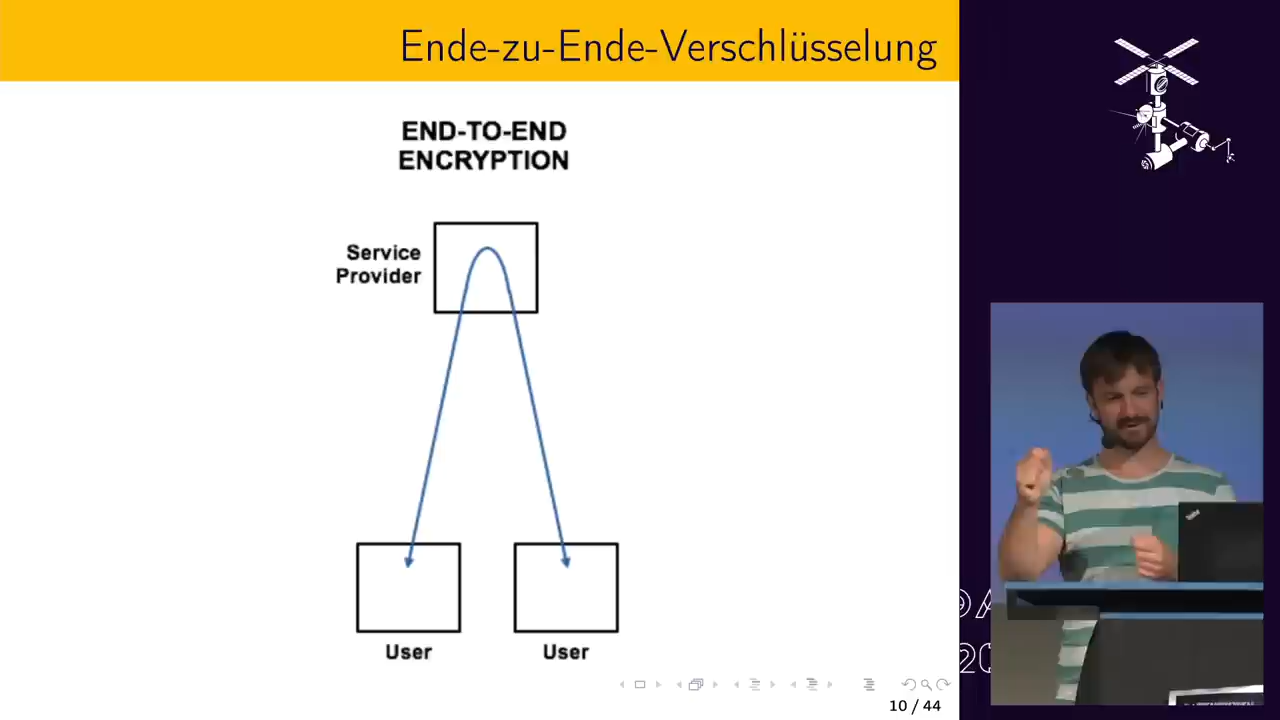 Ende-zu-Ende-Verschlüsselung
END-TO-END
ENCRYPTION
Service
Provider
User
User
10 / 44